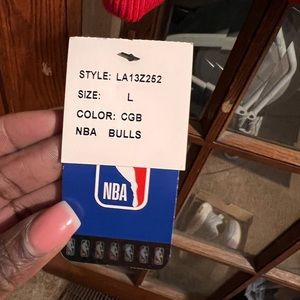 STYLE: LA13Z252
SIZE: L
COLOR: CGB
NBA BULLS
NBA